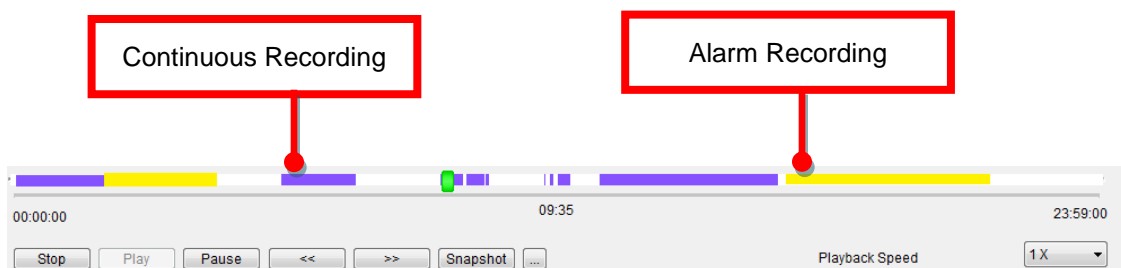 Continuous Recording
Alarm Recording
00:00:00
09:35
23:59:00
Stop
Play
Pause
<<
>>
Snapshot
...
Playback Speed
1 X